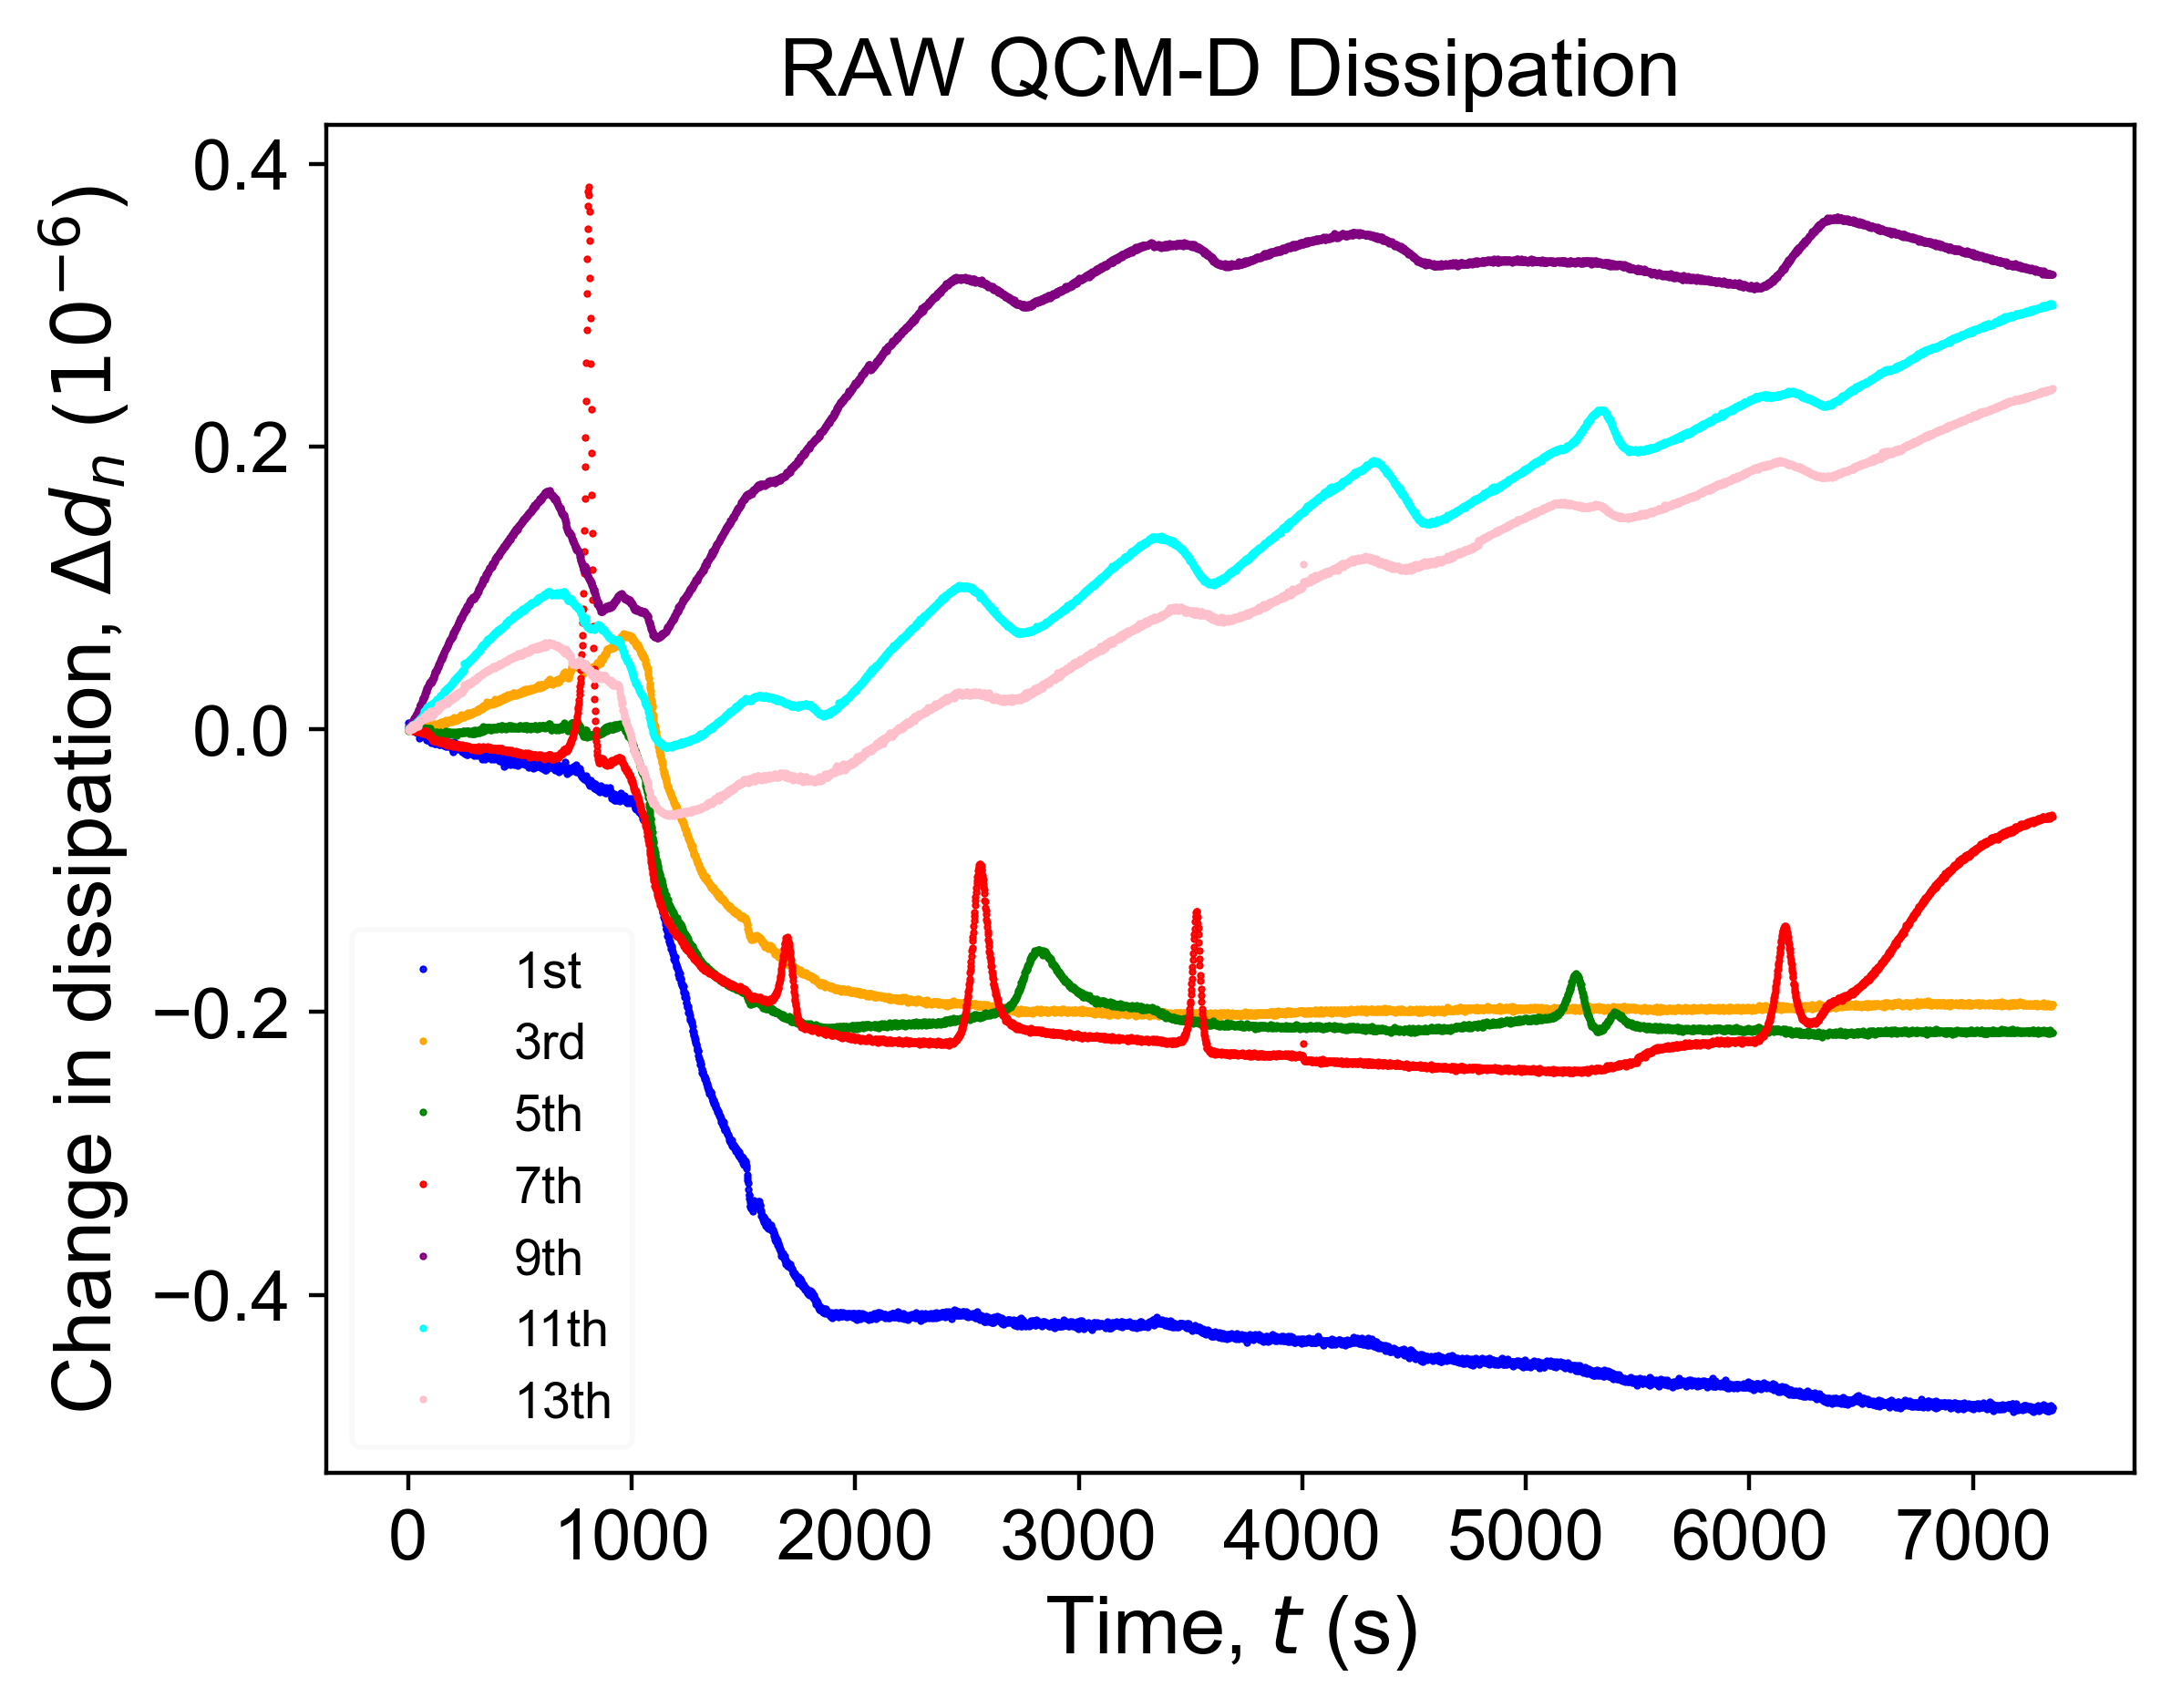 RAW QCM-D Dissipation
Change in dissipation, Δdₙ (10⁻⁶)
0.4
0.2
0.0
−0.2
−0.4
1st
3rd
5th
7th
9th
11th
13th
0 1000 2000 3000 4000 5000 6000 7000
Time, t (s)